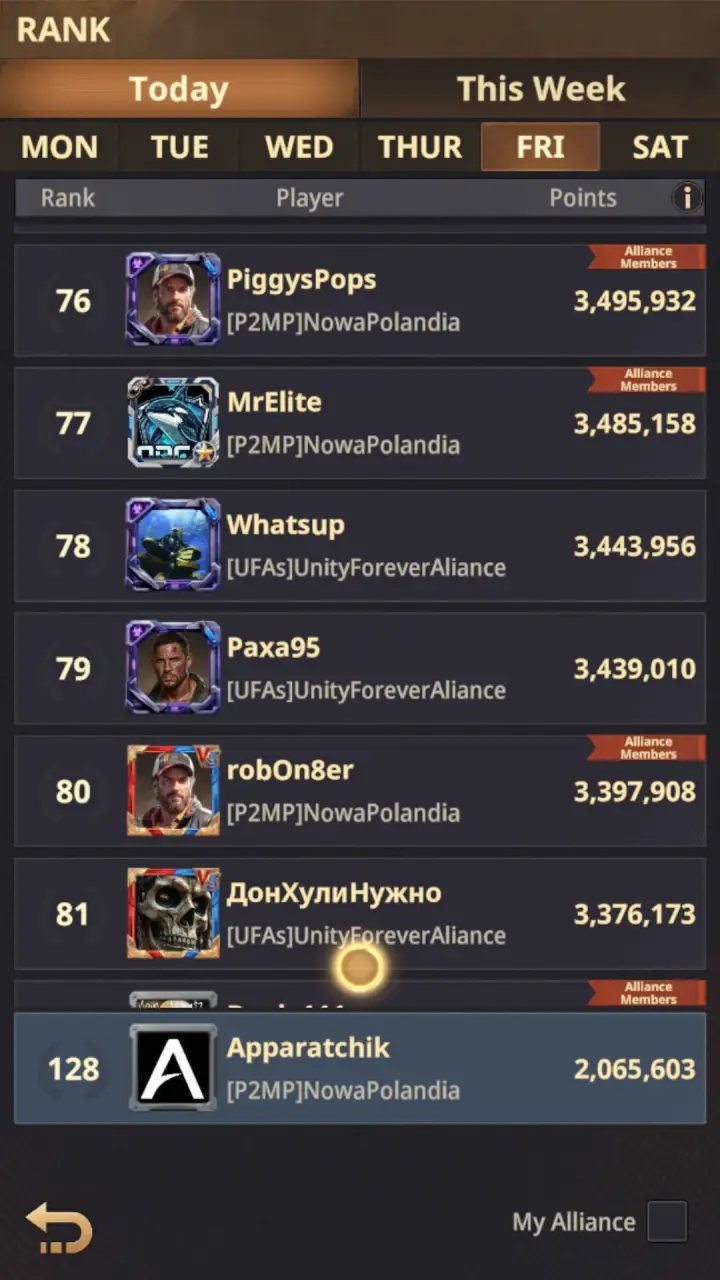 RANK
Today
This Week
MON
TUE
WED
THUR
FRI
SAT
Rank
Player
Points
i
Alliance
Members
76
PiggysPops
[P2MP]NowaPolandia
3,495,932
Alliance
Members
77
MrElite
[P2MP]NowaPolandia
3,485,158
78
Whatsup
[UFAs]UnityForeverAliance
3,443,956
79
Paxa95
[UFAs]UnityForeverAliance
3,439,010
Alliance
Members
80
robOn8er
[P2MP]NowaPolandia
3,397,908
81
ДонХулиНужно
[UFAs]UnityForeverAliance
3,376,173
Alliance
Members
128
Apparatchik
[P2MP]NowaPolandia
2,065,603
My Alliance